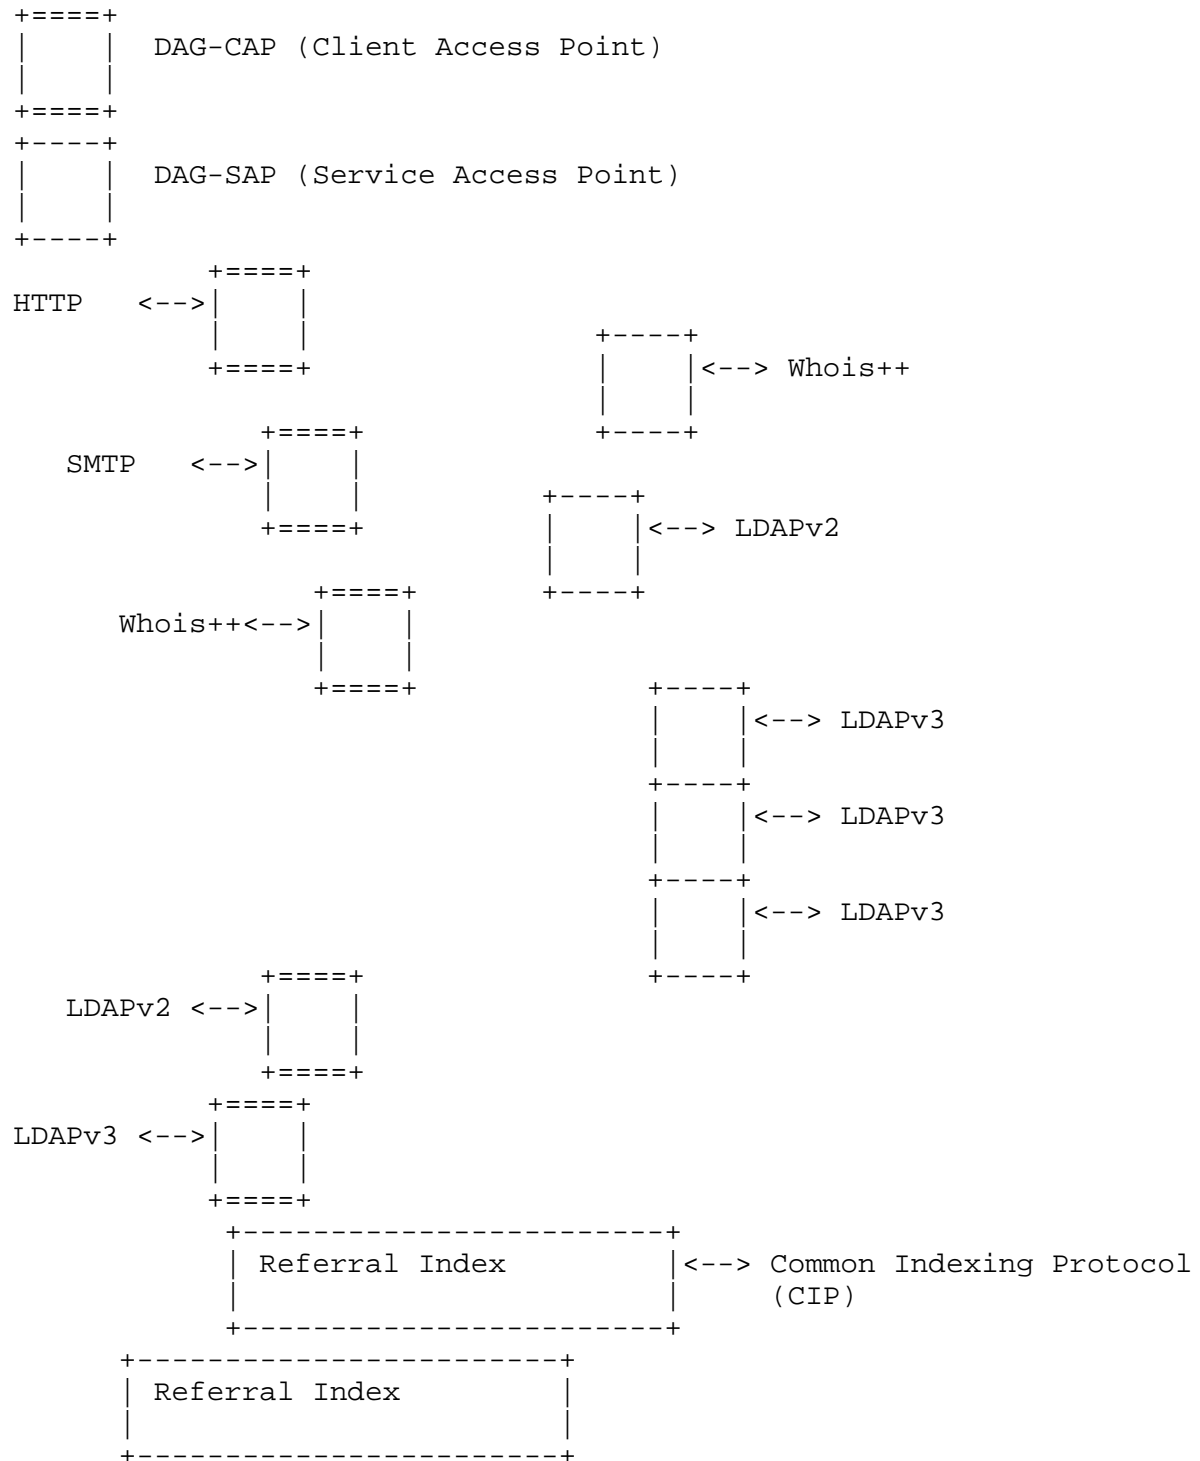 DAG-CAP (Client Access Point)
DAG-SAP (Service Access Point)
HTTP <-->
<--> Whois++
SMTP <-->
<--> LDAPv2
Whois++<-->
<--> LDAPv3
<--> LDAPv3
<--> LDAPv3
LDAPv2 <-->
LDAPv3 <-->
Referral Index <--> Common Indexing Protocol
(CIP)
Referral Index